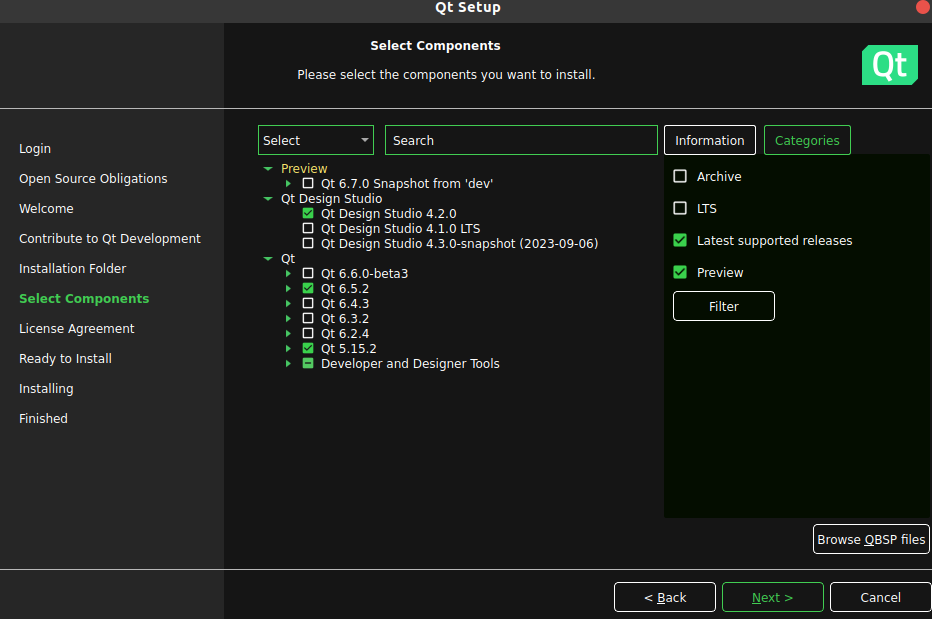 Qt Setup
Select Components
Please select the components you want to install.
Qt
Login
Open Source Obligations
Welcome
Contribute to Qt Development
Installation Folder
Select Components
License Agreement
Ready to Install
Installing
Finished
Select
Search
Preview
Qt 6.7.0 Snapshot from 'dev'
Qt Design Studio
Qt Design Studio 4.2.0
Qt Design Studio 4.1.0 LTS
Qt Design Studio 4.3.0-snapshot (2023-09-06)
Qt
Qt 6.6.0-beta3
Qt 6.5.2
Qt 6.4.3
Qt 6.3.2
Qt 6.2.4
Qt 5.15.2
Developer and Designer Tools
Information
Categories
Archive
LTS
Latest supported releases
Preview
Filter
Browse QBSP files
< Back
Next >
Cancel